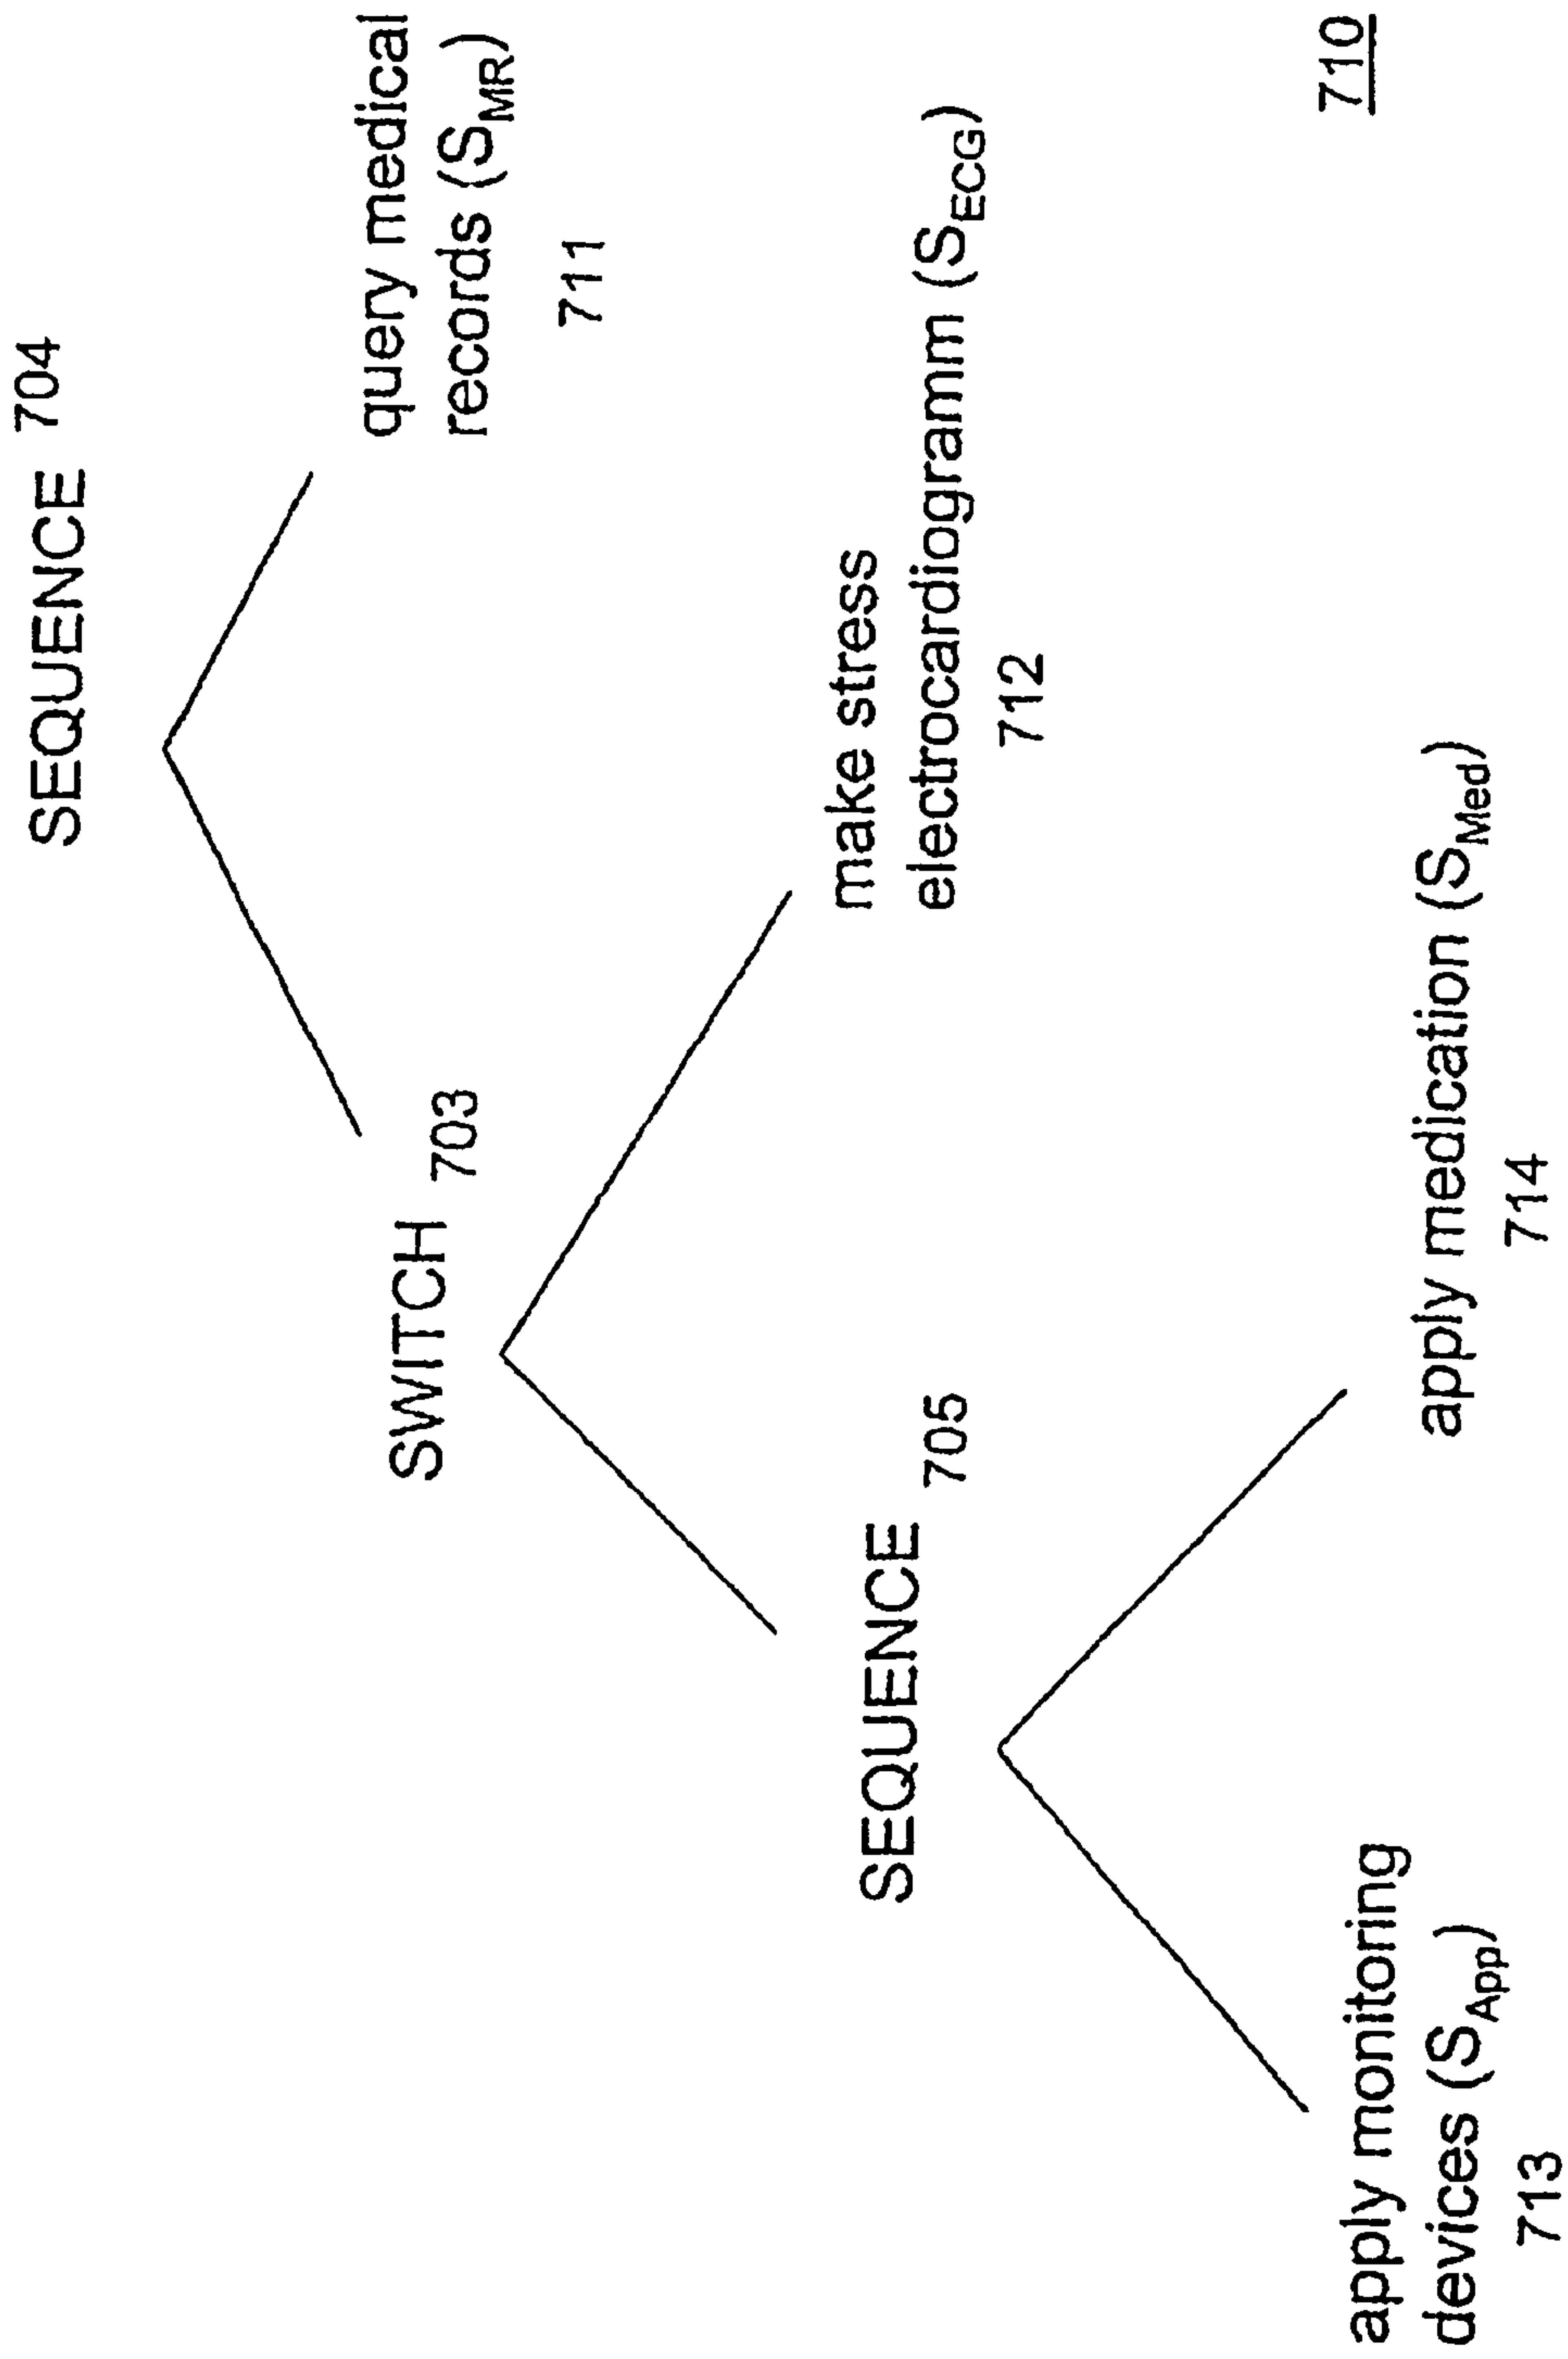 SEQUENCE 704
SWITCH 703
query medical
records (S_MR)
711
SEQUENCE 705
make stress
electrocardiogramm (S_ECG)
712
apply monitoring
devices (S_App)
713
apply medication (S_Med)
714
710